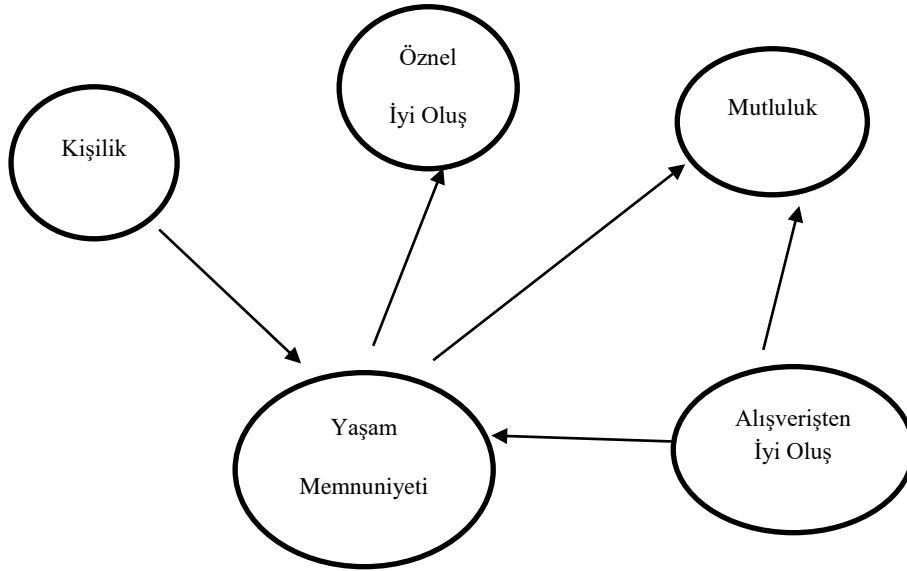 Öznel
İyi Oluş
Mutluluk
Kişilik
Yaşam
Memnuniyeti
Alışverişten
İyi Oluş